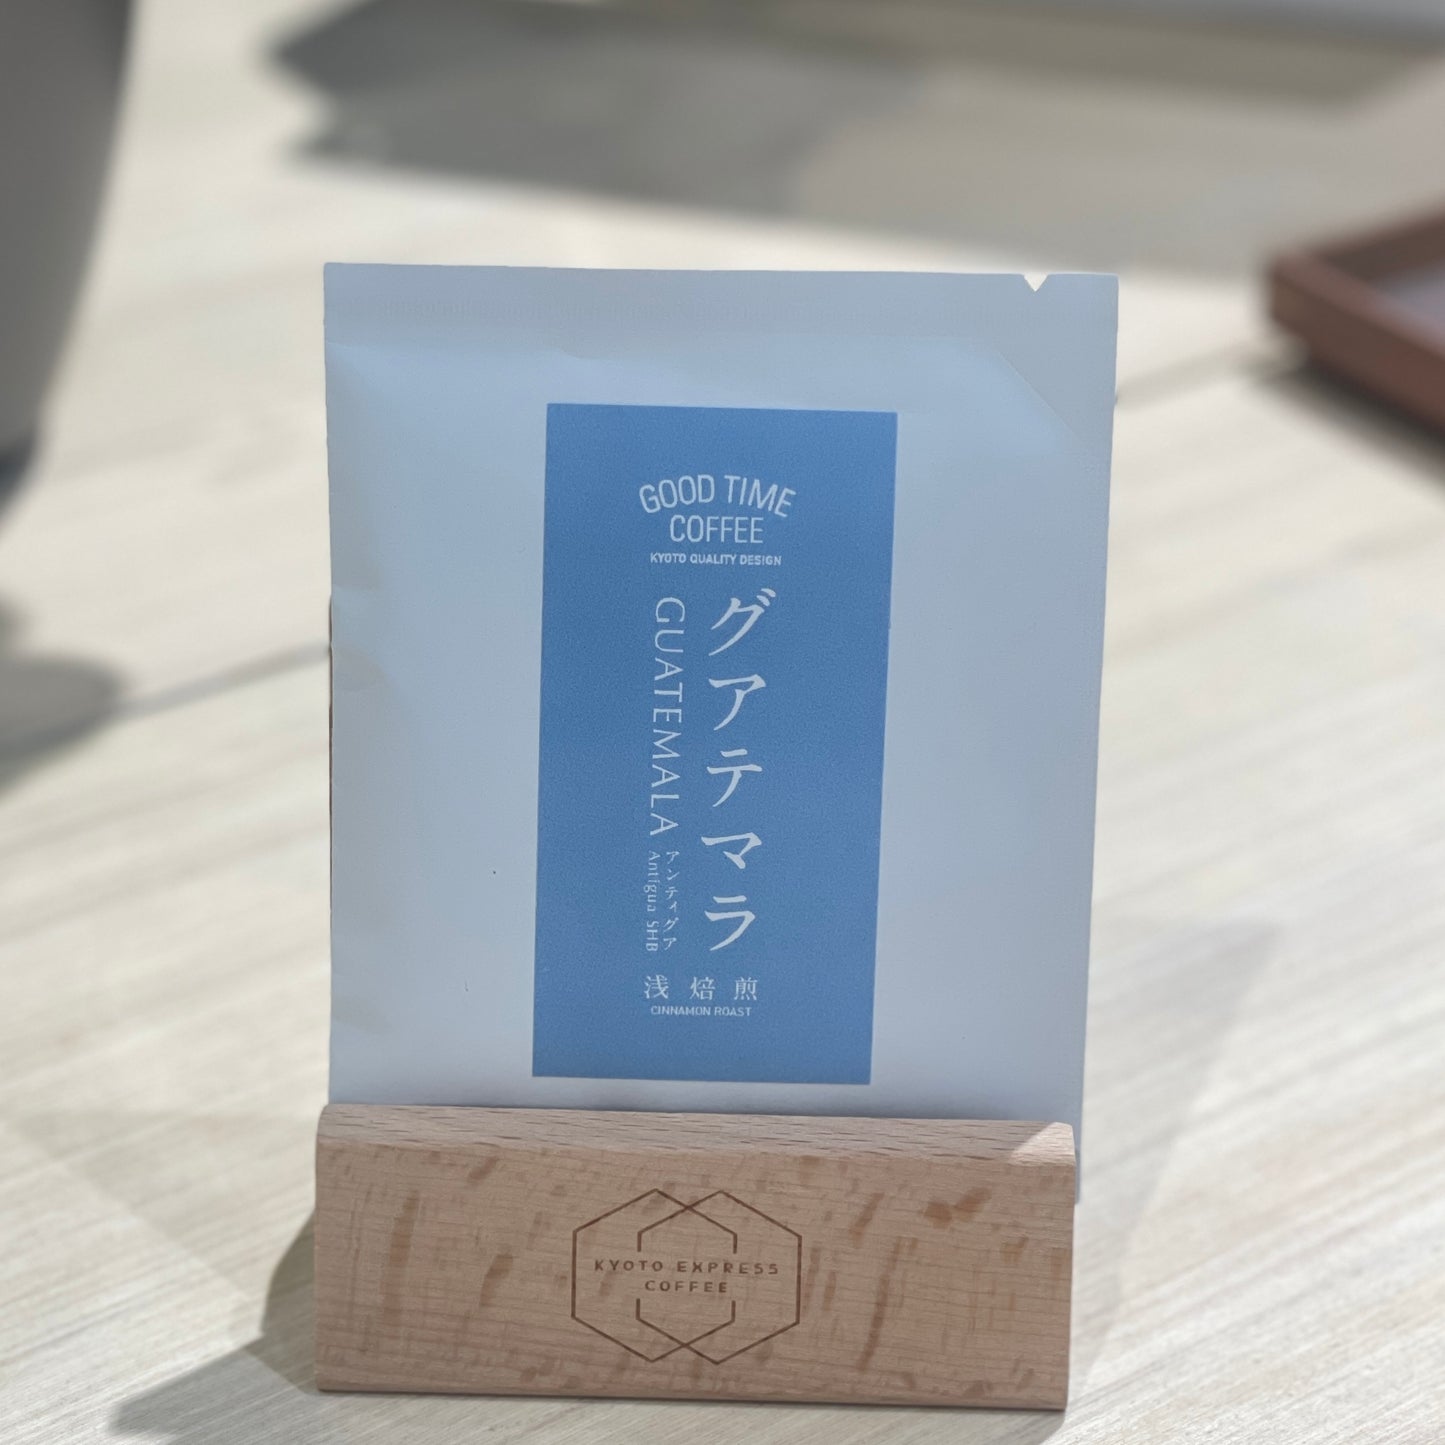 GOOD TIME
COFFEE
KYOTO QUALITY DESIGN
グアテマラ
GUATEMALA
アンティグア
Antigua SHB
浅焙煎
CINNAMON ROAST
KYOTO EXPRESS
COFFEE